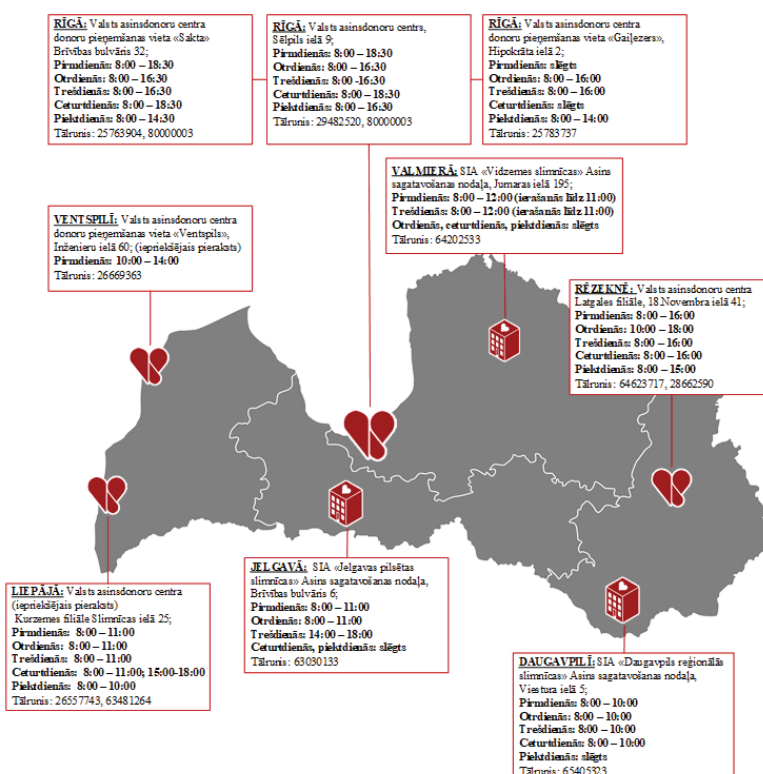 RĪGĀ: Valsts asinsdonoru centra
donoru pieņemšanas vieta «Sakta»
Brīvības bulvāris 32;
Pirmdienās: 8:00 – 18:30
Otrdienās: 8:00 – 16:30
Trešdienās: 8:00 – 16:30
Ceturtdienās: 8:00 – 18:30
Piektdienās: 8:00 – 14:30
Tālrunis: 25763904, 80000003
RĪGĀ: Valsts asinsdonoru centrs,
Sēlpils ielā 9;
Pirmdienās: 8:00 – 18:30
Otrdienās: 8:00 – 16:30
Trešdienās: 8:00 -16:30
Ceturtdienās: 8:00 – 18:30
Piektdienās: 8:00 – 16:30
Tālrunis: 29482520, 80000003
RĪGĀ: Valsts asinsdonoru centra
donoru pieņemšanas vieta «Gaiļezers»,
Hipokrāta ielā 2;
Pirmdienās: slēgts
Otrdienās: 8:00 – 16:00
Trešdienās: 8:00 – 16:00
Ceturtdienās: slēgts
Piektdienās: 8:00 – 14:00
Tālrunis: 25783737
VALMIERĀ: SIA «Vidzemes slimnīcas» Asins
sagatavošanas nodaļa, Jumaras ielā 195;
Pirmdienās: 8:00 – 12:00 (ierašanās līdz 11:00)
Trešdienās: 8:00 – 12:00 (ierašanās līdz 11:00)
Otrdienās, ceturtdienās, piektdienās: slēgts
Tālrunis: 64202533
VENTSPILĪ: Valsts asinsdonoru centra
donoru pieņemšanas vieta «Ventspils»,
Inženieru ielā 60; (iepriekšējais pieraksts)
Pirmdienās: 10:00 – 14:00
Tālrunis: 26669363
RĒZEKNĒ: Valsts asinsdonoru centra
Latgales filiāle, 18.Novembra ielā 41;
Pirmdienās: 8:00 – 16:00
Otrdienās: 10:00 – 18:00
Trešdienās: 8:00 – 16:00
Ceturtdienās: 8:00 – 16:00
Piektdienās: 8:00 – 15:00
Tālrunis: 64623717, 28662590
LIEPĀJĀ: Valsts asinsdonoru centra
(iepriekšējais pieraksts)
Kurzemes filiāle Slimnīcas ielā 25;
Pirmdienās: 8:00 – 11:00
Otrdienās: 8:00 – 11:00
Trešdienās: 8:00 – 11:00
Ceturtdienās: 8:00 – 11:00; 15:00-18:00
Piektdienās: 8:00 – 10:00
Tālrunis: 26557743, 63481264
JELGAVĀ: SIA «Jelgavas pilsētas
slimnīcas» Asins sagatavošanas nodaļa,
Brīvības bulvāris 6;
Pirmdienās: 8:00 – 11:00
Otrdienās: 8:00 – 11:00
Trešdienās: 14:00 – 18:00
Ceturtdienās, piektdienās: slēgts
Tālrunis: 63030133
DAUGAVPILĪ: SIA «Daugavpils reģionālās
slimnīcas» Asins sagatavošanas nodaļa,
Viestura ielā 5;
Pirmdienās: 8:00 – 10:00
Otrdienās: 8:00 – 10:00
Trešdienās: 8:00 – 10:00
Ceturtdienās: 8:00 – 10:00
Piektdienās: slēgts
Tālrunis: 65405323